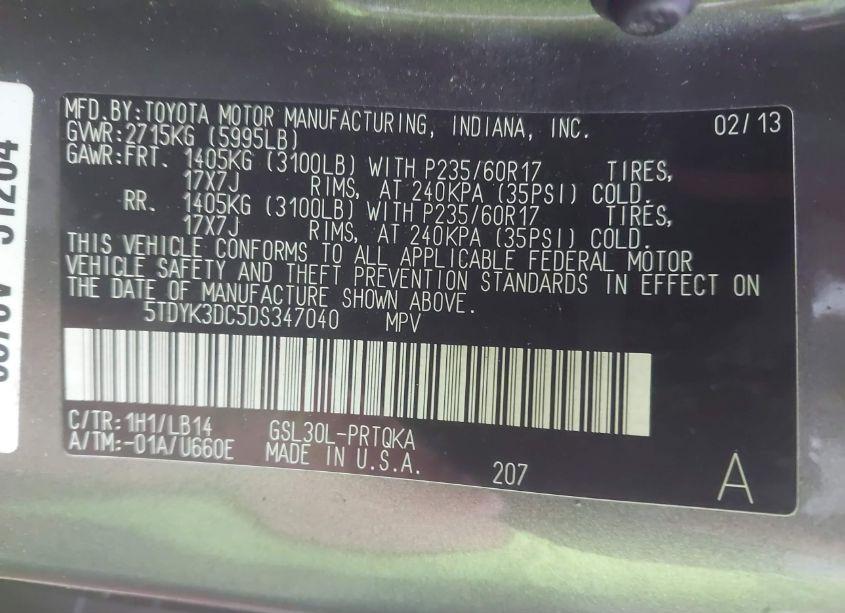 MFD.BY:TOYOTA MOTOR MANUFACTURING, INDIANA, INC. 02/13
GVWR:2715KG (5995LB)
GAWR:FRT. 1405KG (3100LB) WITH P235/60R17 TIRES,
17X7J RIMS, AT 240KPA (35PSI) COLD.
RR. 1405KG (3100LB) WITH P235/60R17 TIRES,
17X7J RIMS, AT 240KPA (35PSI) COLD.
THIS VEHICLE CONFORMS TO ALL APPLICABLE FEDERAL MOTOR
VEHICLE SAFETY AND THEFT PREVENTION STANDARDS IN EFFECT ON
THE DATE OF MANUFACTURE SHOWN ABOVE.
5TDYK3DC5DS347040 MPV
C/TR:1H1/LB14 GSL30L-PRTQKA
A/TM:-01A/U660E MADE IN U.S.A.
207 A